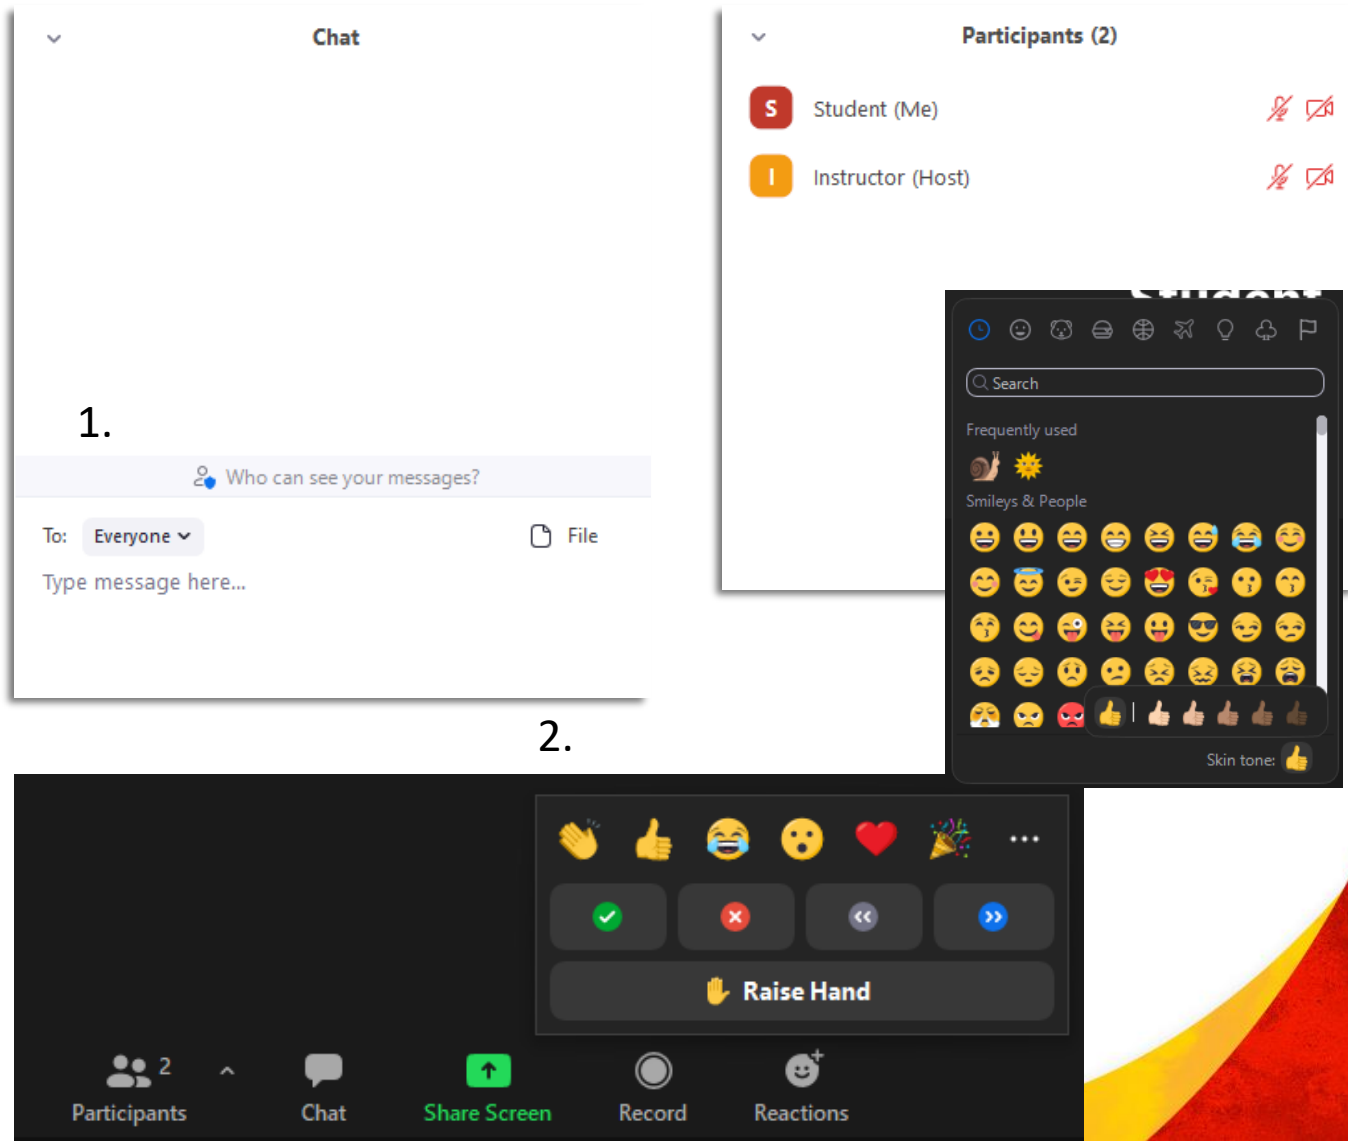 Chat
1.
Who can see your messages?
To: Everyone
File
Type message here...
Participants (2)
S Student (Me)
I Instructor (Host)
Student
Search
Frequently used
Smileys & People
Skin tone:
2.
Raise Hand
2
Participants
Chat
Share Screen
Record
Reactions